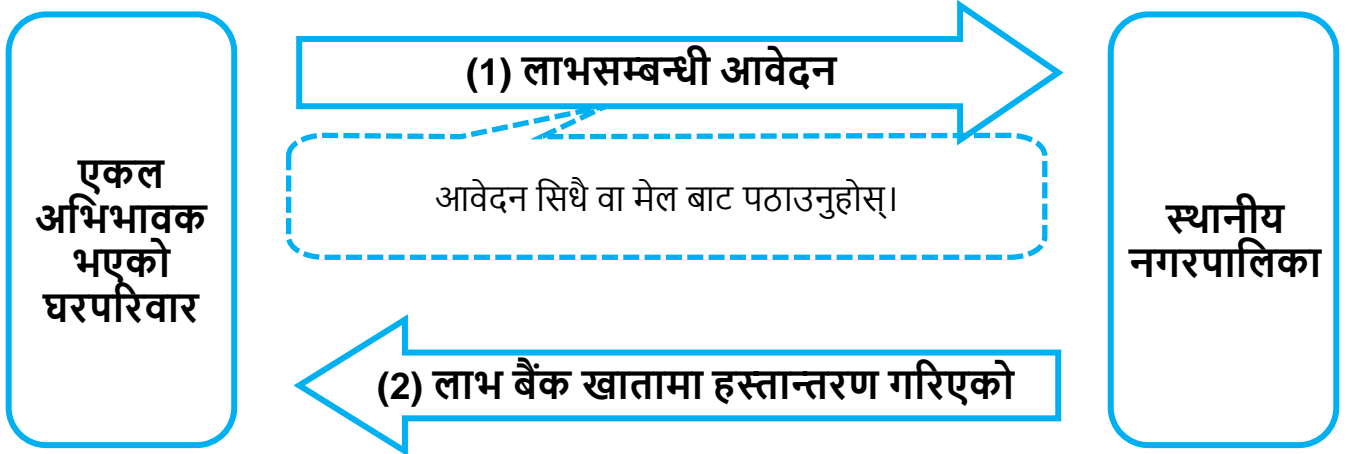 एकल
अभिभावक
भएको
घरपरिवार
(1) लाभसम्बन्धी आवेदन
आवेदन सिधै वा मेल बाट पठाउनुहोस्।
(2) लाभ बैंक खातामा हस्तान्तरण गरिएको
स्थानीय
नगरपालिका